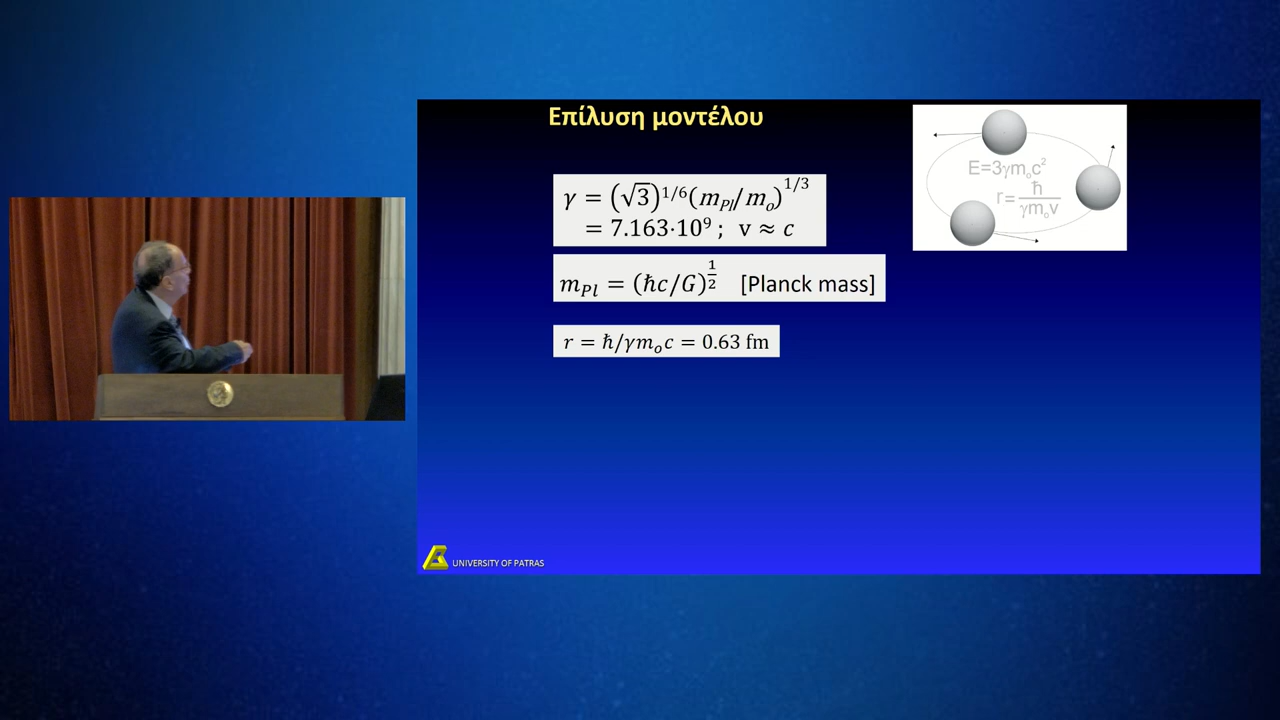 Επίλυση μοντέλου
γ = (√3)^1/6(m_Pl/m_o)^1/3
= 7.163·10⁹ ; v ≈ c
m_Pl = (ħc/G)^1/2 [Planck mass]
r = ħ/γm_oc = 0.63 fm
E=3γm_oc²
r= ħ/γm_ov
UNIVERSITY OF PATRAS